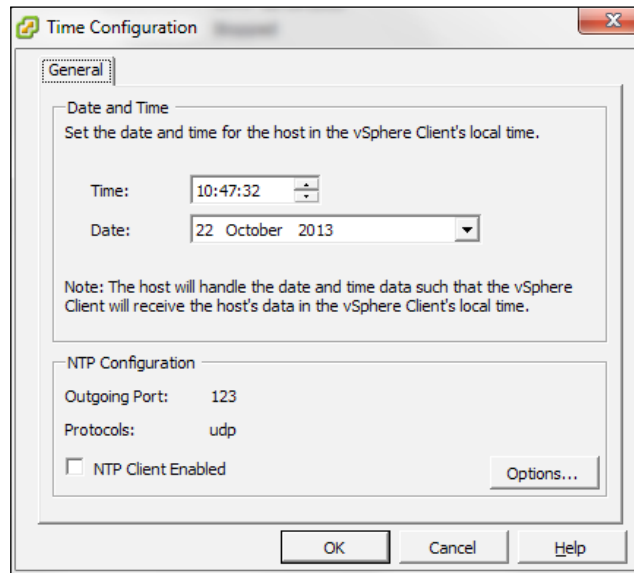 Time Configuration
General
Date and Time
Set the date and time for the host in the vSphere Client's local time.
Time: 10:47:32
Date: 22 October 2013
Note: The host will handle the date and time data such that the vSphere
Client will receive the host's data in the vSphere Client's local time.
NTP Configuration
Outgoing Port: 123
Protocols: udp
NTP Client Enabled
Options...
OK Cancel Help